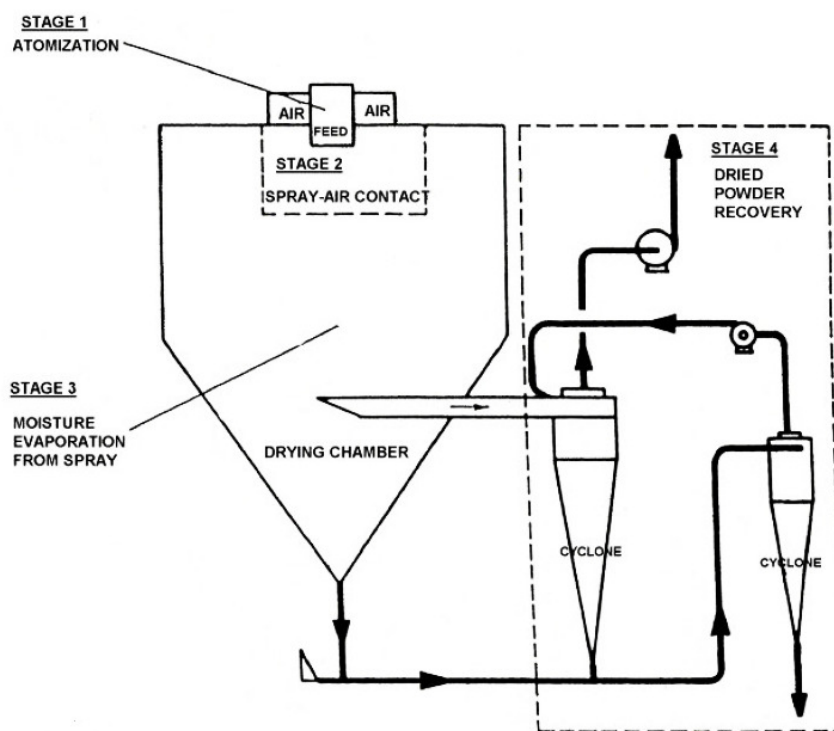 STAGE 1
ATOMIZATION
AIR
FEED
AIR
STAGE 2
SPRAY-AIR CONTACT
STAGE 4
DRIED
POWDER
RECOVERY
STAGE 3
MOISTURE
EVAPORATION
FROM SPRAY
DRYING CHAMBER
CYCLONE
CYCLONE